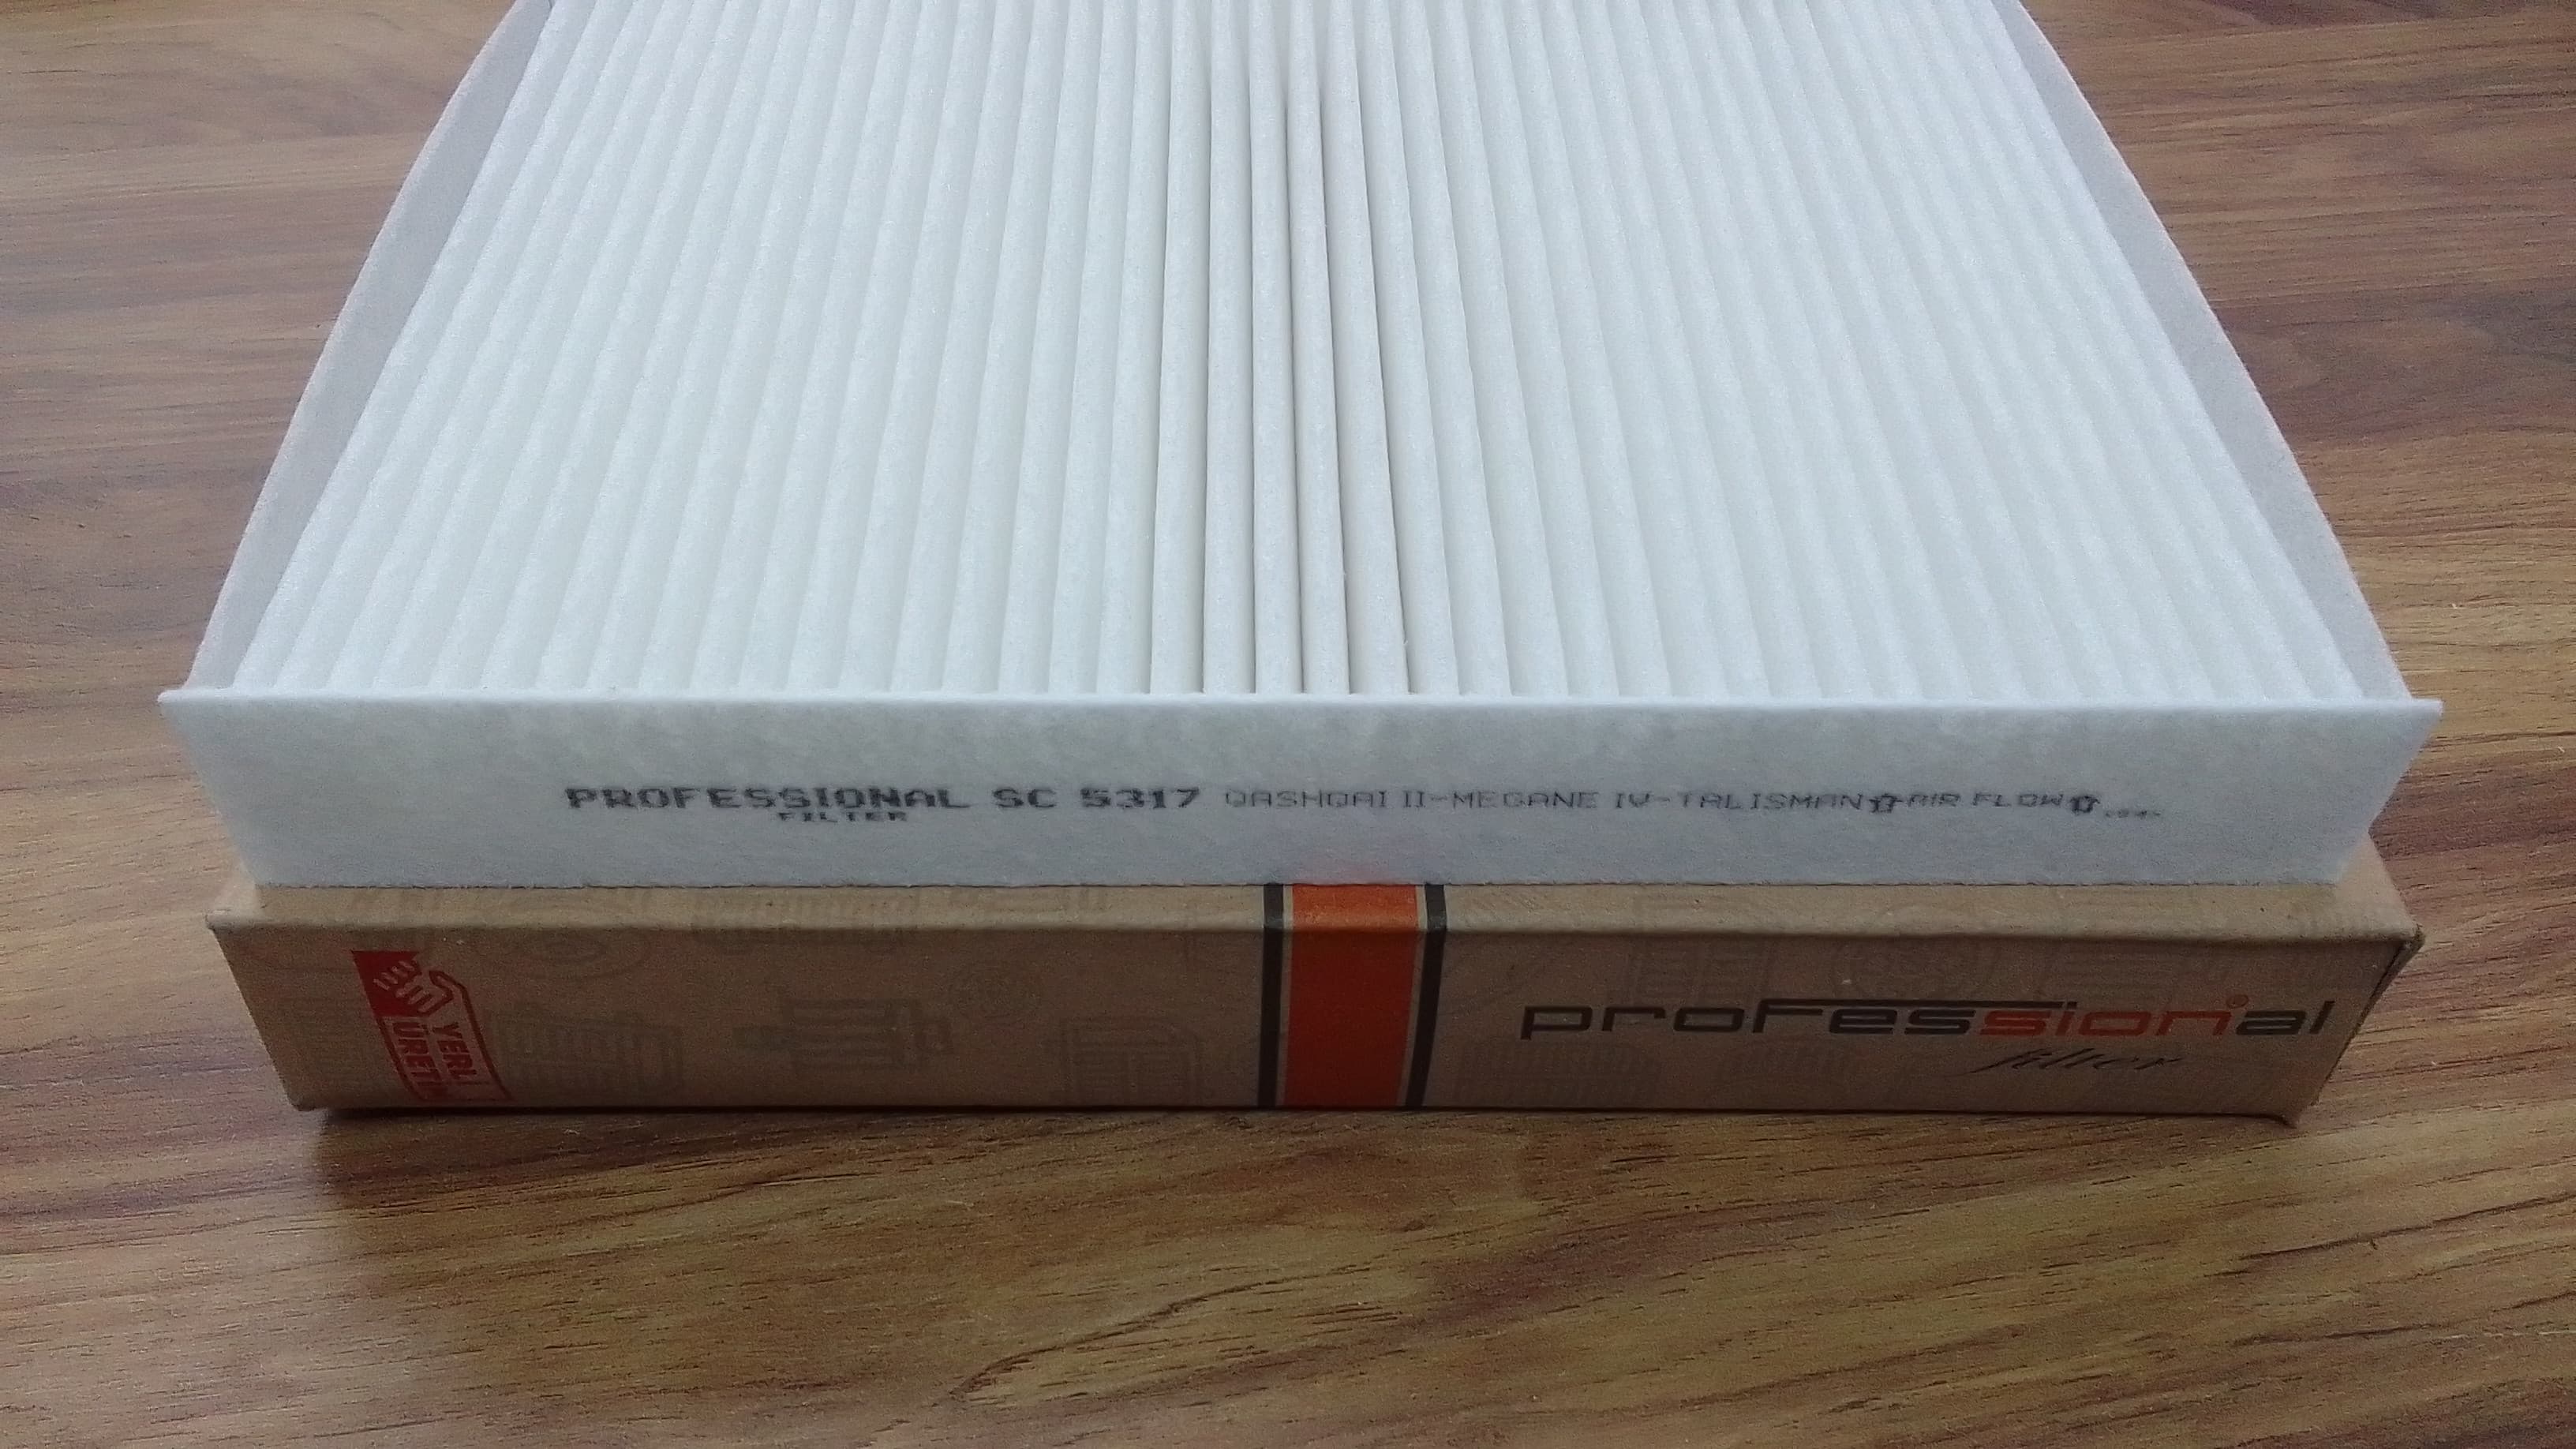 PROFESSIONAL SC 5317 QASHQAI II-MEGANE IV-TALISMAN⇧AIR FLOW⇧
FILTER
YERLİ
ÜRETİM
professional®
filter